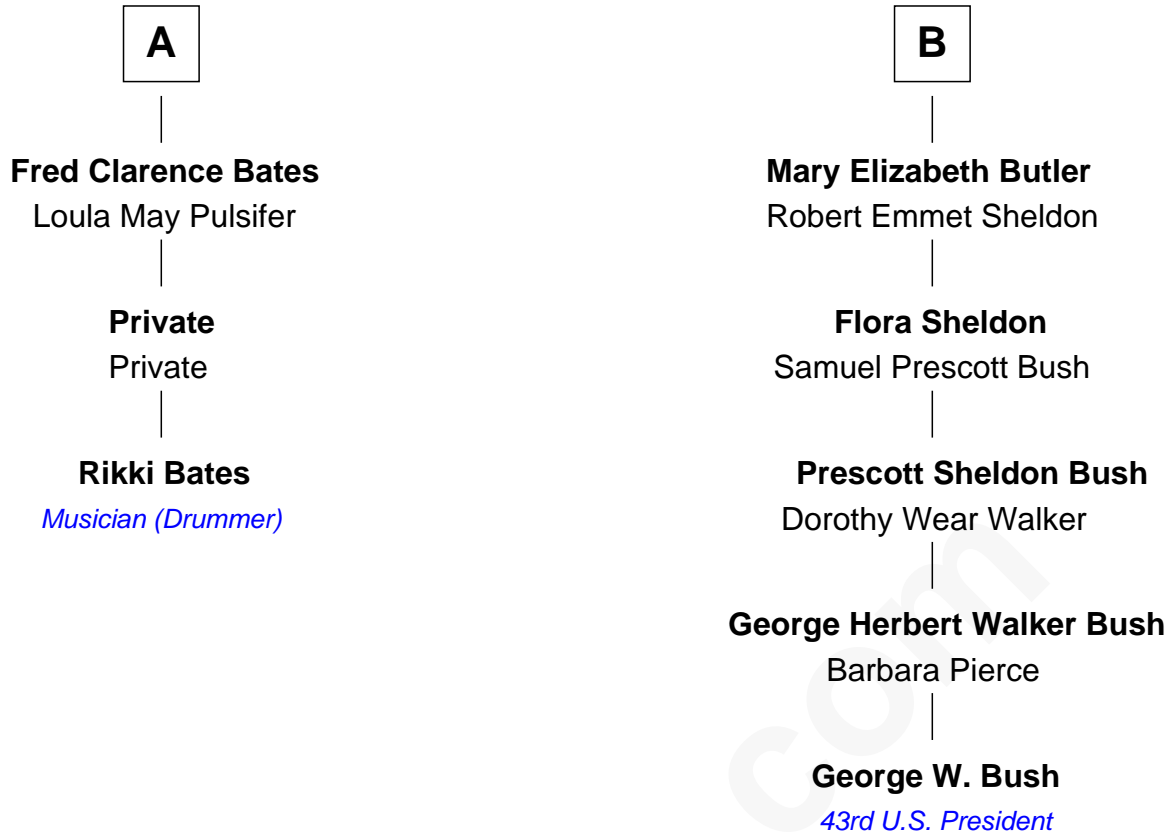 A
Fred Clarence Bates
Loula May Pulsifer
Private
Private
Rikki Bates
Musician (Drummer)
B
Mary Elizabeth Butler
Robert Emmet Sheldon
Flora Sheldon
Samuel Prescott Bush
Prescott Sheldon Bush
Dorothy Wear Walker
George Herbert Walker Bush
Barbara Pierce
George W. Bush
43rd U.S. President
com